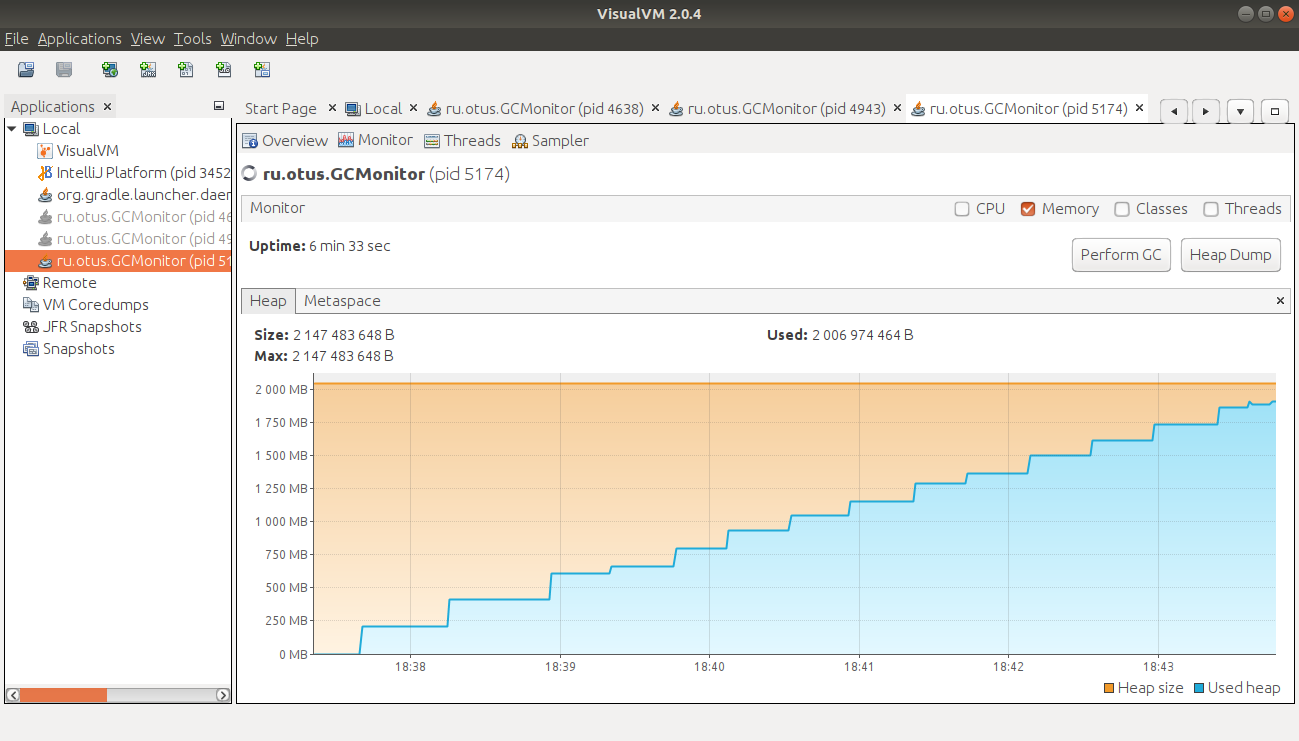 VisualVM 2.0.4
File Applications View Tools Window Help
Applications
Start Page Local ru.otus.GCMonitor (pid 4638) ru.otus.GCMonitor (pid 4943) ru.otus.GCMonitor (pid 5174)
Local
VisualVM
IntelliJ Platform (pid 3452
org.gradle.launcher.daer
ru.otus.GCMonitor (pid 46
ru.otus.GCMonitor (pid 49
ru.otus.GCMonitor (pid 51
Remote
VM Coredumps
JFR Snapshots
Snapshots
Overview Monitor Threads Sampler
ru.otus.GCMonitor (pid 5174)
Monitor CPU Memory Classes Threads
Uptime: 6 min 33 sec
Perform GC Heap Dump
Heap Metaspace
Size: 2 147 483 648 B Used: 2 006 974 464 B
Max: 2 147 483 648 B
2 000 MB
1 750 MB
1 500 MB
1 250 MB
1 000 MB
750 MB
500 MB
250 MB
0 MB
18:38 18:39 18:40 18:41 18:42 18:43
Heap size Used heap